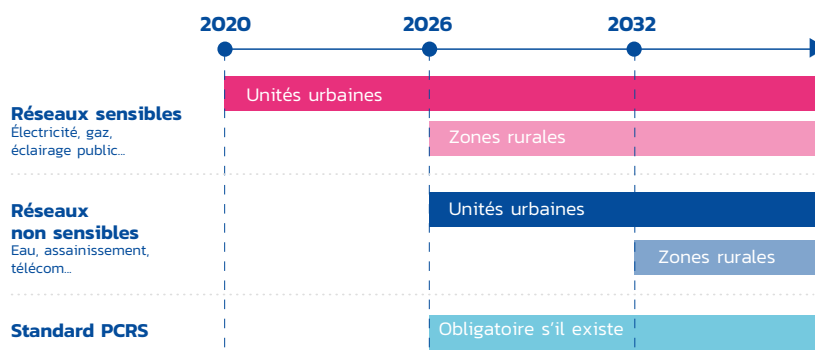 2020 2026 2032
Unités urbaines
Réseaux sensibles
Électricité, gaz,
éclairage public...
Zones rurales
Réseaux
non sensibles
Eau, assainissement,
télécom...
Unités urbaines
Zones rurales
Standard PCRS
Obligatoire s'il existe